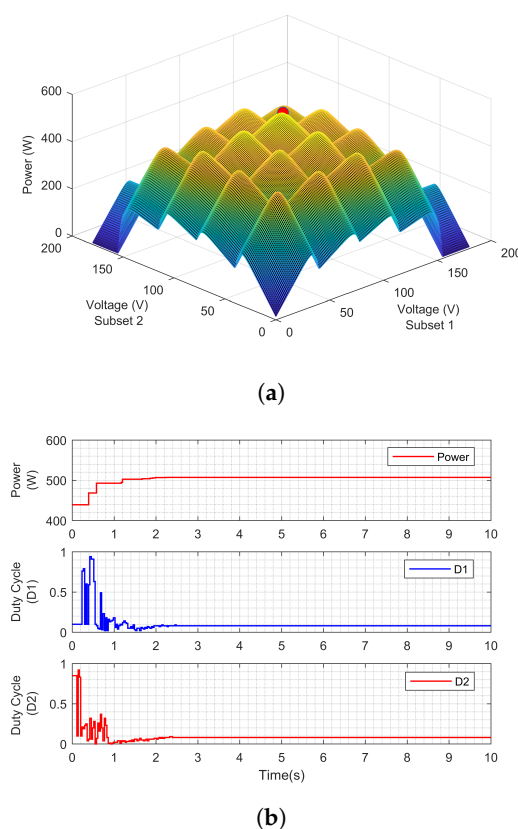 600
400
200
0
Power (W)
200
150
100
50
0
Voltage (V)
Subset 2
0
50
100
150
200
Voltage (V)
Subset 1
(a)
600
500
400
Power
(W)
Power
0 1 2 3 4 5 6 7 8 9 10
1
0.5
0
Duty Cycle
(D1)
D1
0 1 2 3 4 5 6 7 8 9 10
1
0.5
0
Duty Cycle
(D2)
D2
0 1 2 3 4 5 6 7 8 9 10
Time(s)
(b)